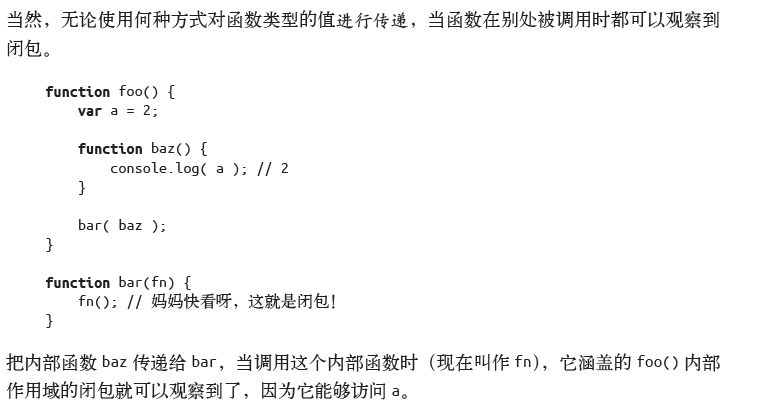 当然，无论使用何种方式对函数类型的值进行传递，当函数在别处被调用时都可以观察到
闭包。
function foo() {
    var a = 2;
    function baz() {
        console.log( a ); // 2
    }
    bar( baz );
}
function bar(fn) {
    fn(); // 妈妈快看呀，这就是闭包！
}
把内部函数 baz 传递给 bar，当调用这个内部函数时（现在叫作 fn），它涵盖的 foo() 内部
作用域的闭包就可以观察到了，因为它能够访问 a。